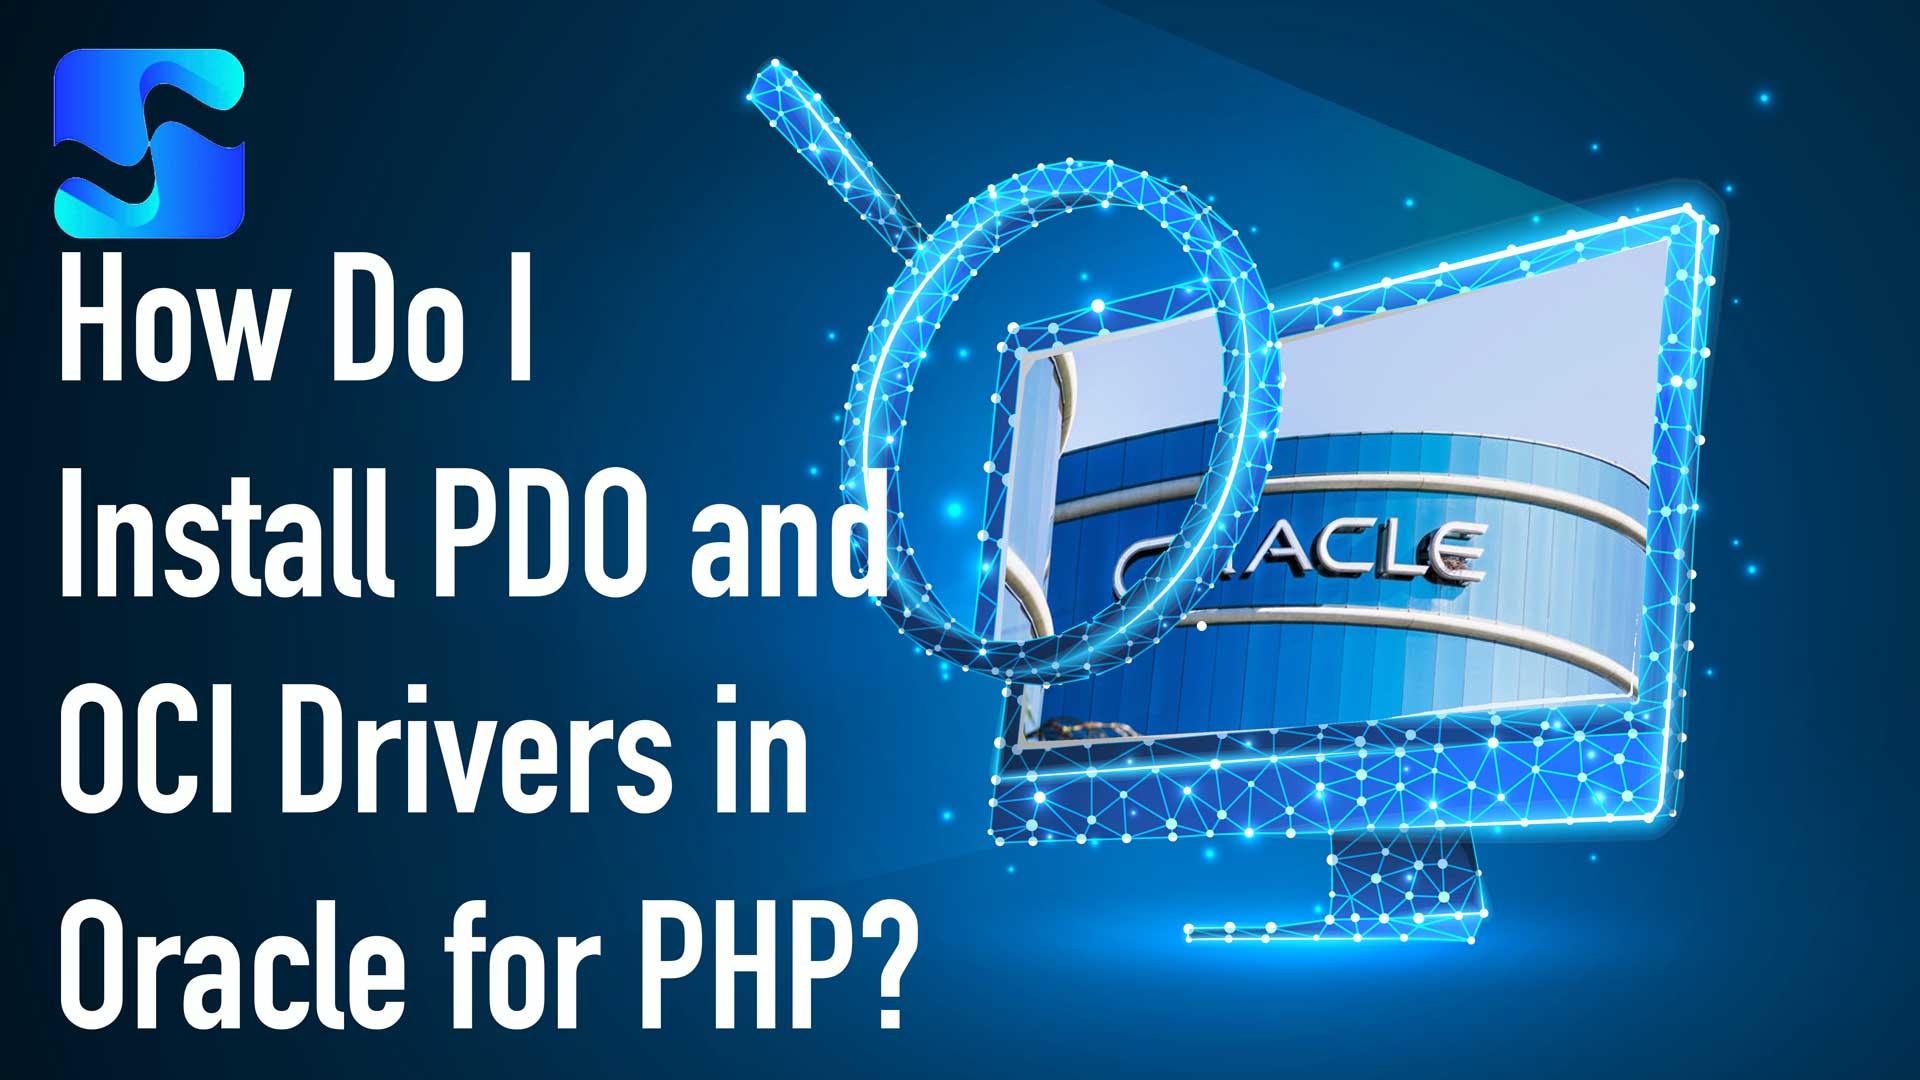 How Do I
Install PDO and
OCI Drivers in
Oracle for PHP?
ORACLE